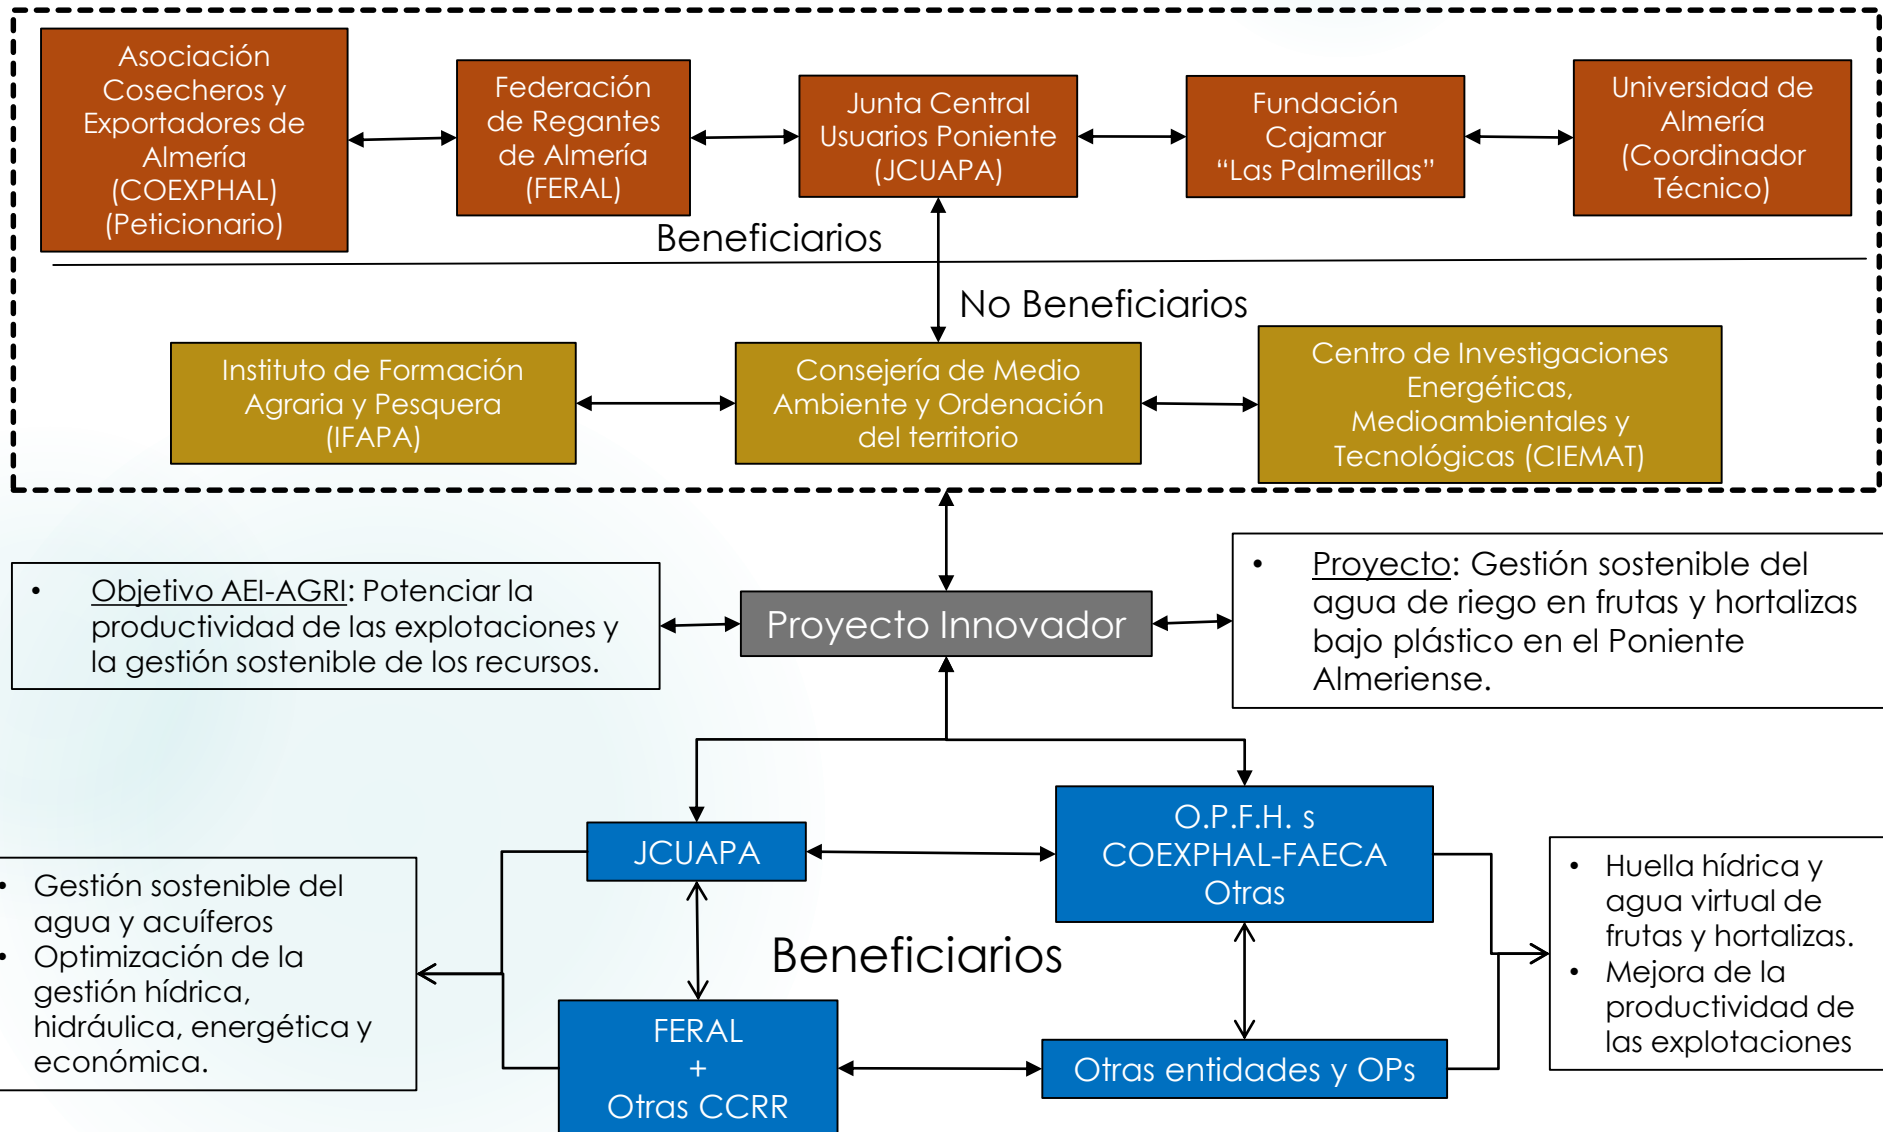 Asociación
Cosecheros y
Exportadores de
Almería
(COEXPHAL)
(Peticionario)
Federación
de Regantes
de Almería
(FERAL)
Junta Central
Usuarios Poniente
(JCUAPA)
Fundación
Cajamar
“Las Palmerillas”
Universidad de
Almería
(Coordinador
Técnico)
Beneficiarios
No Beneficiarios
Instituto de Formación
Agraria y Pesquera
(IFAPA)
Consejería de Medio
Ambiente y Ordenación
del territorio
Centro de Investigaciones
Energéticas,
Medioambientales y
Tecnológicas (CIEMAT)
• Objetivo AEI-AGRI: Potenciar la
productividad de las explotaciones y
la gestión sostenible de los recursos.
Proyecto Innovador
• Proyecto: Gestión sostenible del
agua de riego en frutas y hortalizas
bajo plástico en el Poniente
Almeriense.
JCUAPA
O.P.F.H. s
COEXPHAL-FAECA
Otras
• Gestión sostenible del
agua y acuíferos
• Optimización de la
gestión hídrica,
hidráulica, energética y
económica.
Beneficiarios
• Huella hídrica y
agua virtual de
frutas y hortalizas.
• Mejora de la
productividad de
las explotaciones
FERAL
+
Otras CCRR
Otras entidades y OPs